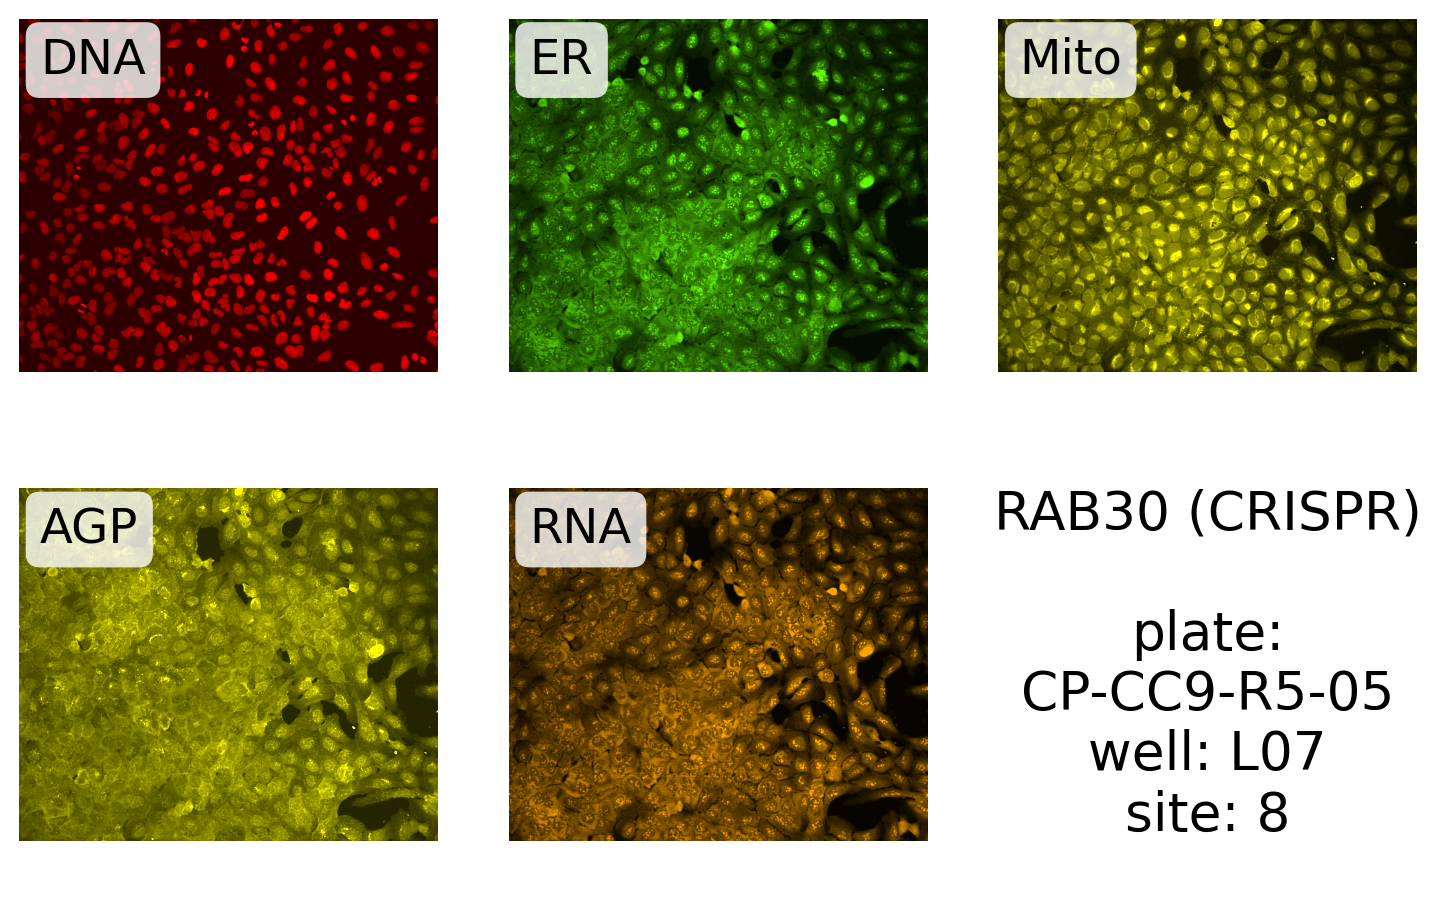 DNA
ER
Mito
AGP
RNA
RAB30 (CRISPR)
plate:
CP-CC9-R5-05
well: L07
site: 8